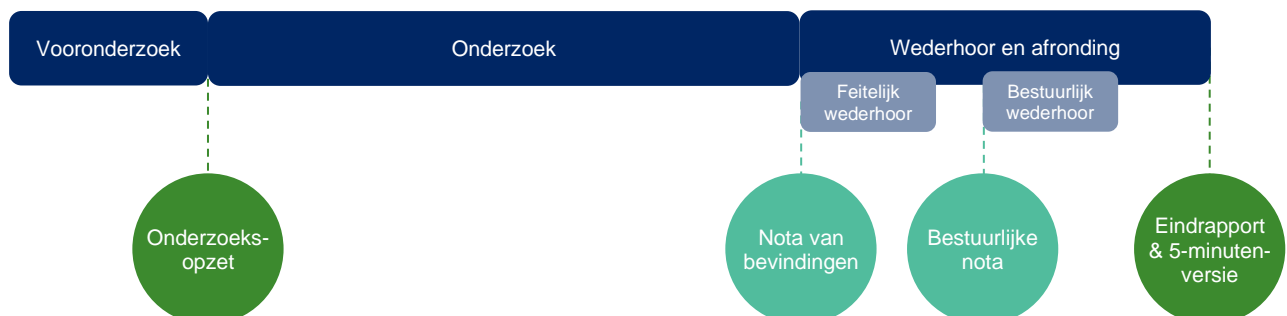 Vooronderzoek
Onderzoek
Wederhoor en afronding
Feitelijk
wederhoor
Bestuurlijk
wederhoor
Onderzoeks-
opzet
Nota van
bevindingen
Bestuurlijke
nota
Eindrapport
& 5-minuten-
versie